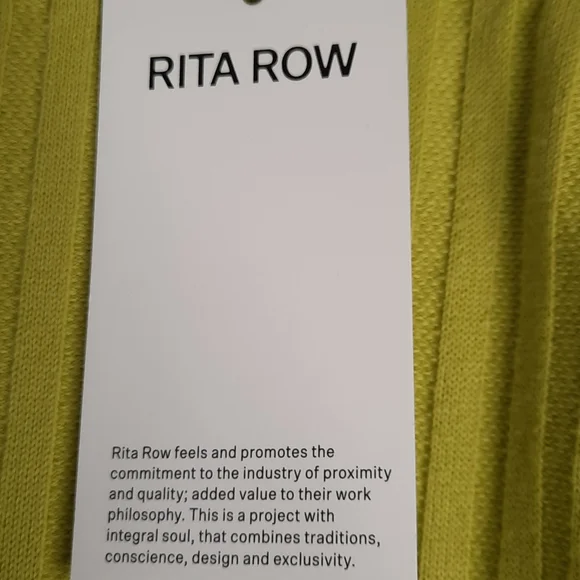 RITA ROW
Rita Row feels and promotes the
commitment to the industry of proximity
and quality; added value to their work
philosophy. This is a project with
integral soul, that combines traditions,
conscience, design and exclusivity.